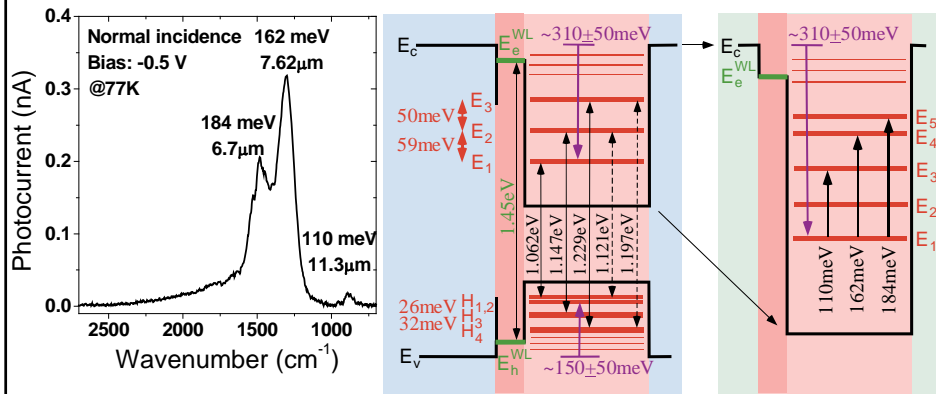 Normal incidence
Bias: -0.5 V
@77K
162 meV
7.62μm
184 meV
6.7μm
110 meV
11.3μm
0.4
0.3
0.2
0.1
0.0
Photocurrent (nA)
2500 2000 1500 1000
Wavenumber (cm⁻¹)
E_c
E_e^WL
~310±50meV
E_3
50meV
E_2
59meV
E_1
1.45eV
1.062eV
1.147eV
1.229eV
1.121eV
1.197eV
26meV H_1,2
32meV H_3
H_4
E_v
E_h^WL
~150±50meV
E_c
E_e^WL
~310±50meV
E_5
E_4
E_3
E_2
E_1
110meV
162meV
184meV